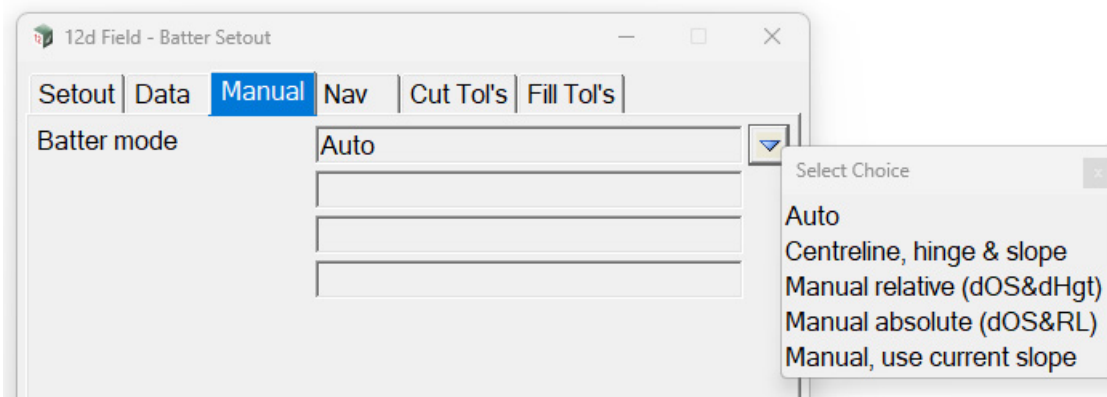 12d Field - Batter Setout
Setout Data Manual Nav Cut Tol's Fill Tol's
Batter mode Auto
Select Choice x
Auto
Centreline, hinge & slope
Manual relative (dOS&dHgt)
Manual absolute (dOS&RL)
Manual, use current slope